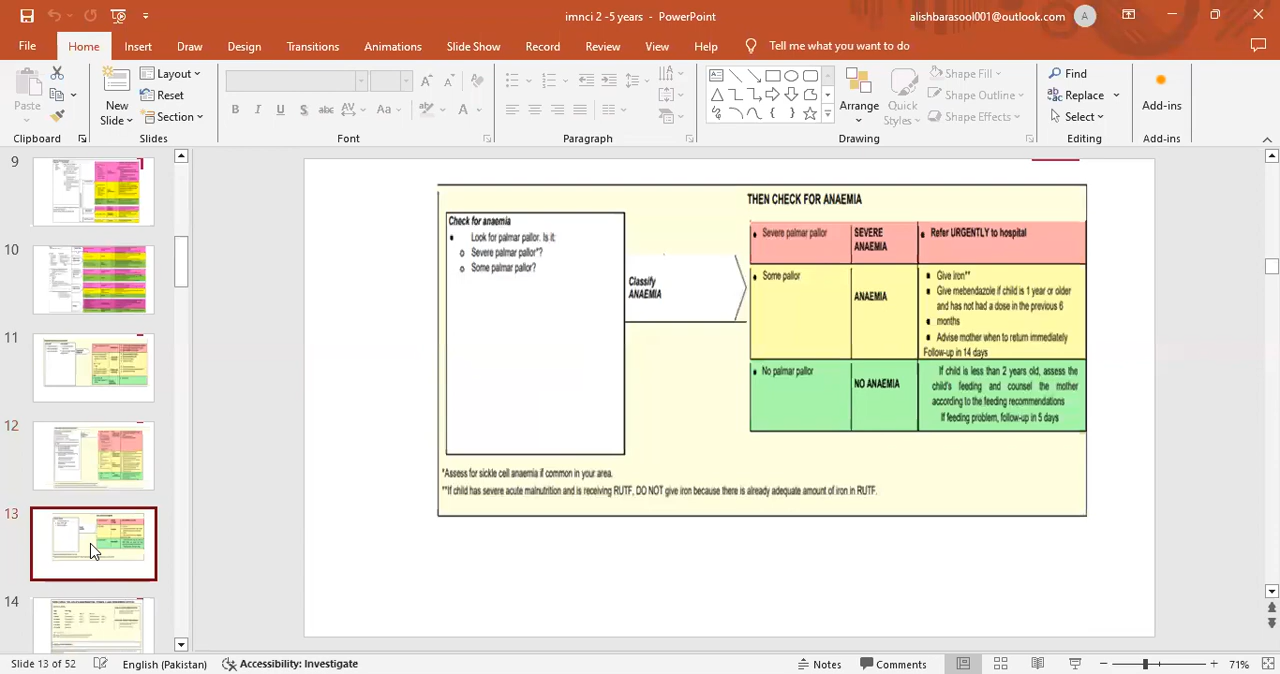 imnci 2 -5 years - PowerPoint
alishbarasool001@outlook.com
A
File
Home
Insert
Draw
Design
Transitions
Animations
Slide Show
Record
Review
View
Help
Tell me what you want to do
Paste
Clipboard
New
Slide
Layout
Reset
Section
Slides
B
I
U
S
abc
AV
Aa
A
Font
Paragraph
Arrange
Quick
Styles
Shape Fill
Shape Outline
Shape Effects
Drawing
Find
Replace
Select
Editing
Add-ins
Add-ins
9
10
11
12
13
14
THEN CHECK FOR ANAEMIA
Check for anaemia
Look for palmar pallor. Is it:
Severe palmar pallor*?
Some palmar pallor?
Classify
ANAEMIA
Severe palmar pallor
SEVERE
ANAEMIA
Refer URGENTLY to hospital
Some pallor
ANAEMIA
Give iron**
Give mebendazole if child is 1 year or older
and has not had a dose in the previous 6
months
Advise mother when to return immediately
Follow-up in 14 days
No palmar pallor
NO ANAEMIA
If child is less than 2 years old, assess the
child's feeding and counsel the mother
according to the feeding recommendations
If feeding problem, follow-up in 5 days
*Assess for sickle cell anaemia if common in your area.
**If child has severe acute malnutrition and is receiving RUTF, DO NOT give iron because there is already adequate amount of iron in RUTF.
Slide 13 of 52
English (Pakistan)
Accessibility: Investigate
Notes
Comments
71%